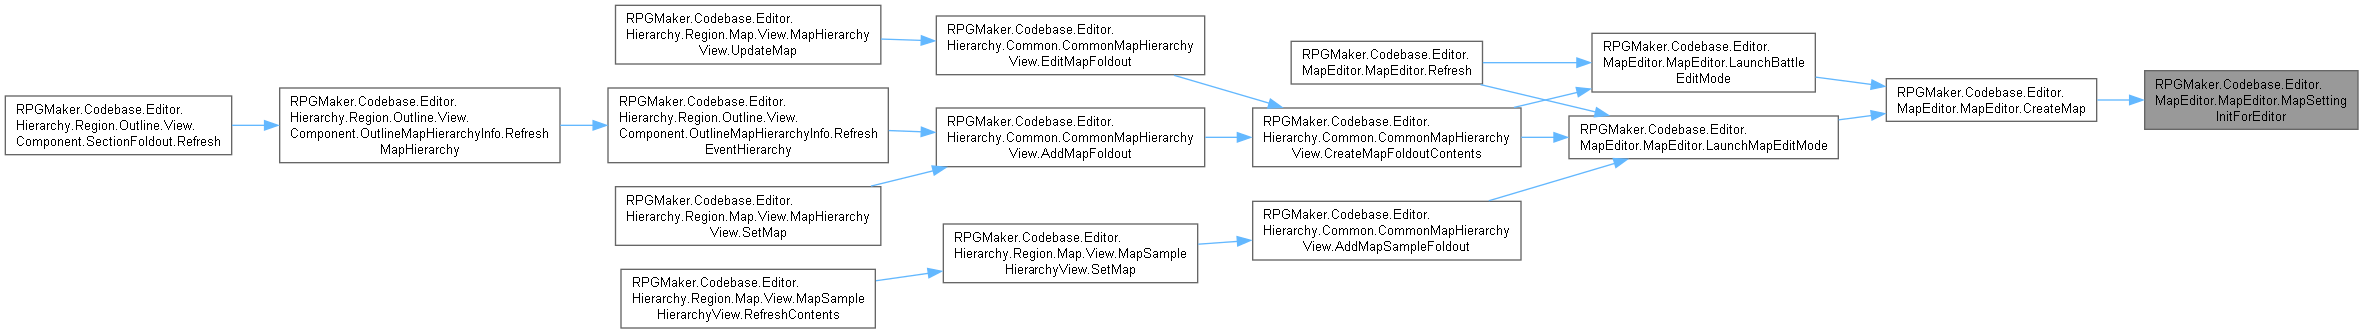 RPGMaker.Codebase.Editor.
Hierarchy.Region.Outline.View.
Component.SectionFoldout.Refresh
RPGMaker.Codebase.Editor.
Hierarchy.Region.Outline.View.
Component.OutlineMapHierarchyInfo.Refresh
MapHierarchy
RPGMaker.Codebase.Editor.
Hierarchy.Region.Map.View.MapHierarchy
View.UpdateMap
RPGMaker.Codebase.Editor.
Hierarchy.Region.Outline.View.
Component.OutlineMapHierarchyInfo.Refresh
EventHierarchy
RPGMaker.Codebase.Editor.
Hierarchy.Region.Map.View.MapHierarchy
View.SetMap
RPGMaker.Codebase.Editor.
Hierarchy.Region.Map.View.MapSample
HierarchyView.RefreshContents
RPGMaker.Codebase.Editor.
Hierarchy.Common.CommonMapHierarchy
View.EditMapFoldout
RPGMaker.Codebase.Editor.
Hierarchy.Common.CommonMapHierarchy
View.AddMapFoldout
RPGMaker.Codebase.Editor.
Hierarchy.Region.Map.View.MapSample
HierarchyView.SetMap
RPGMaker.Codebase.Editor.
MapEditor.MapEditor.Refresh
RPGMaker.Codebase.Editor.
Hierarchy.Common.CommonMapHierarchy
View.CreateMapFoldoutContents
RPGMaker.Codebase.Editor.
Hierarchy.Common.CommonMapHierarchy
View.AddMapSampleFoldout
RPGMaker.Codebase.Editor.
MapEditor.MapEditor.LaunchBattle
EditMode
RPGMaker.Codebase.Editor.
MapEditor.MapEditor.LaunchMapEditMode
RPGMaker.Codebase.Editor.
MapEditor.MapEditor.CreateMap
RPGMaker.Codebase.Editor.
MapEditor.MapEditor.MapSetting
InitForEditor